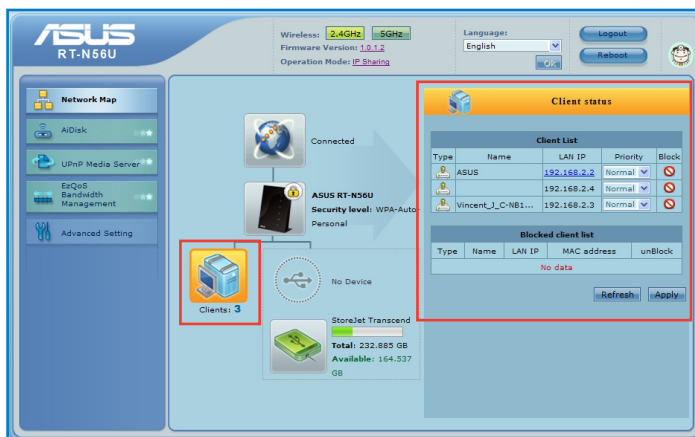 ASUS
RT-N56U
Wireless: 2.4GHz 5GHz
Firmware Version: 1.0.1.2
Operation Mode: IP Sharing
Language:
English
OK
Logout
Reboot
Network Map
AiDisk
UPnP Media Server
EzQoS
Bandwidth
Management
Advanced Setting
Connected
ASUS RT-N56U
Security level: WPA-Auto-
Personal
Clients: 3
No Device
StoreJet Transcend
Total: 232.885 GB
Available: 164.537
GB
Client status
Client List
Type Name LAN IP Priority Block
ASUS 192.168.2.2 Normal
192.168.2.4 Normal
Vincent_J_C-NB1... 192.168.2.3 Normal
Blocked client list
Type Name LAN IP MAC address unBlock
No data
Refresh Apply